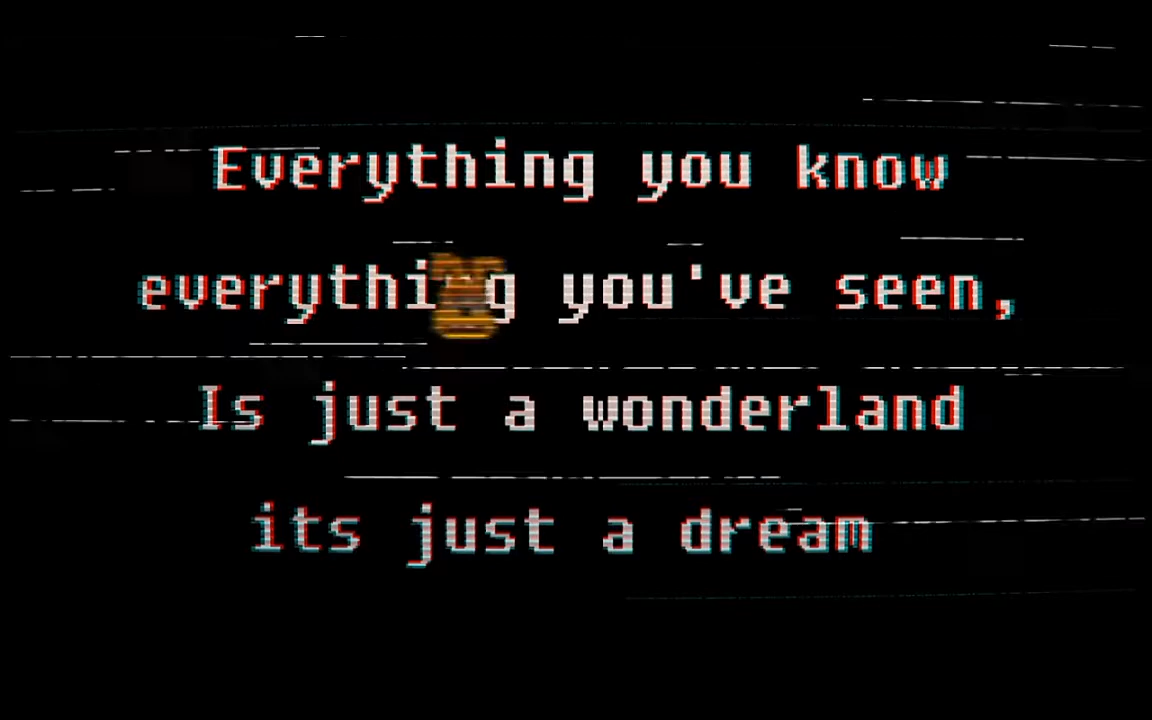 Everything you know
everything you've seen,
Is just a wonderland
its just a dream